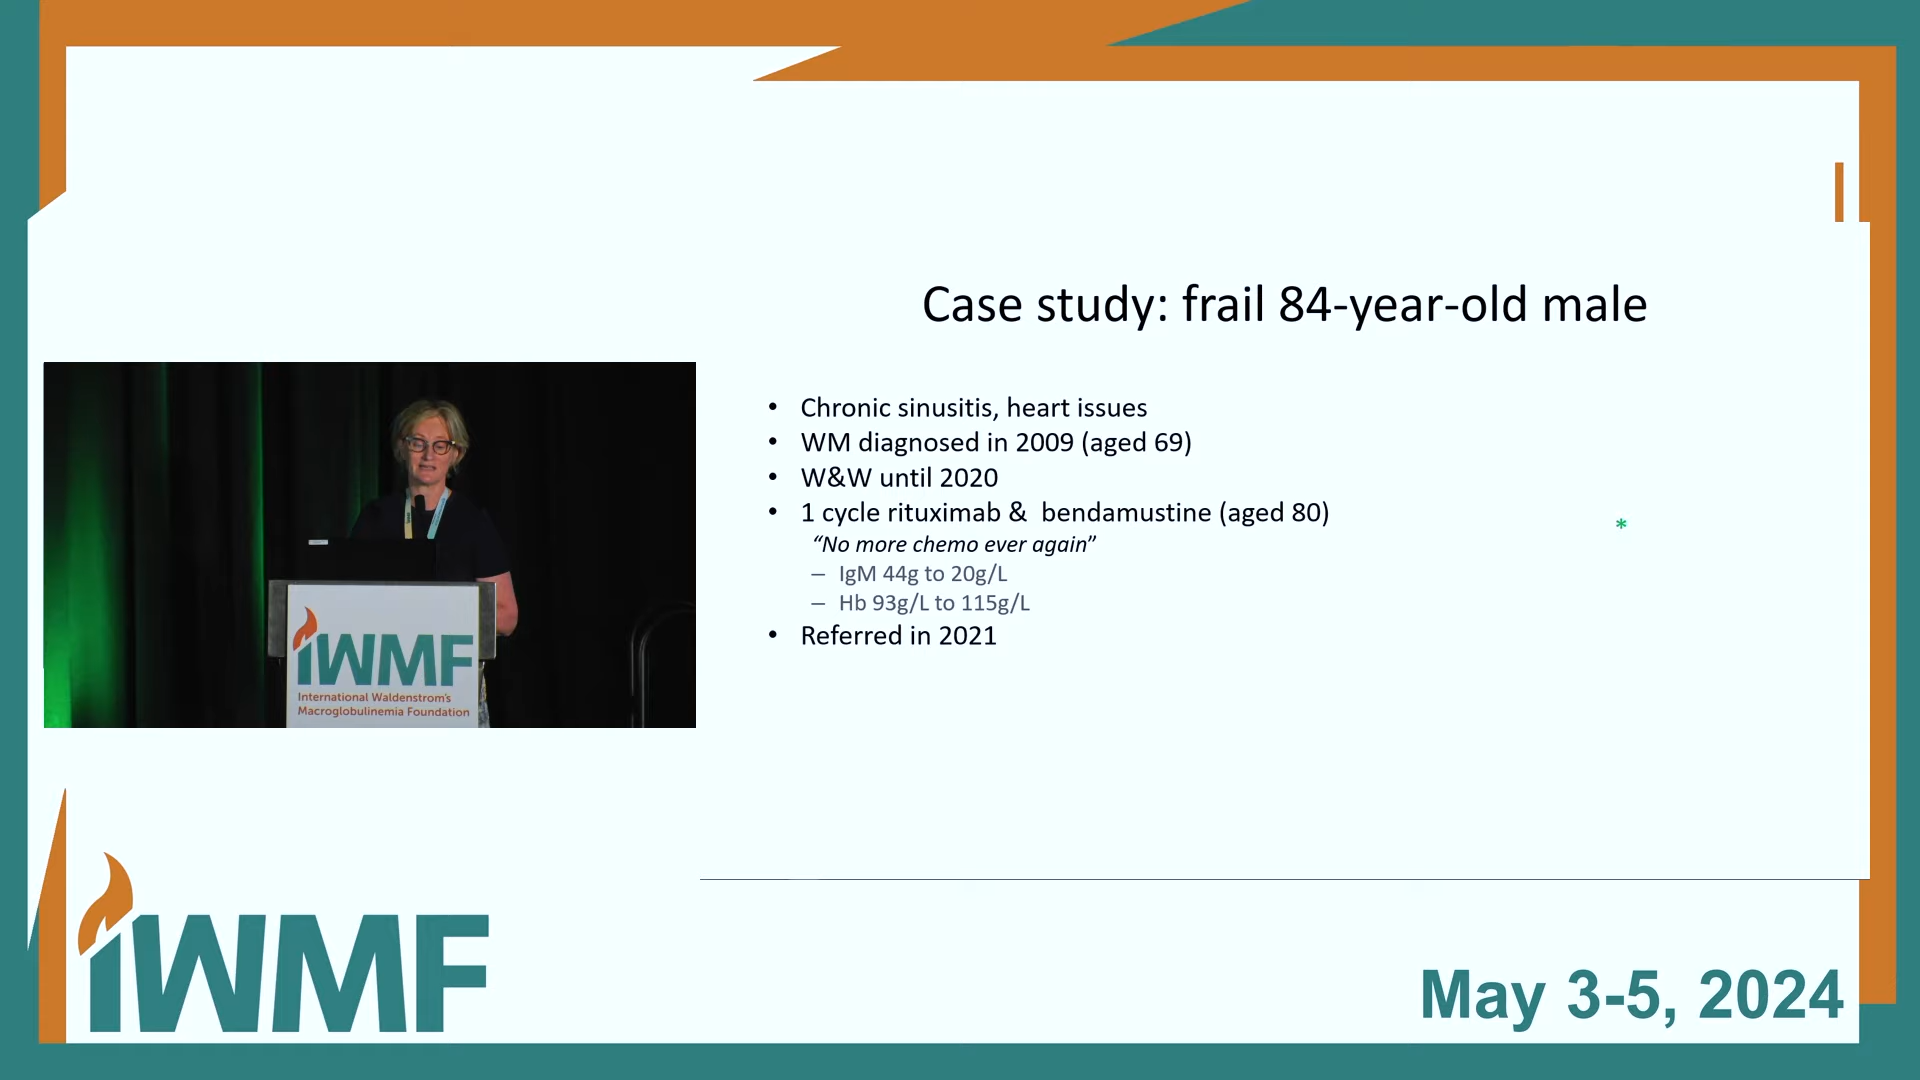 Case study: frail 84-year-old male
• Chronic sinusitis, heart issues
• WM diagnosed in 2009 (aged 69)
• W&W until 2020
• 1 cycle rituximab & bendamustine (aged 80)
“No more chemo ever again”
– IgM 44g to 20g/L
– Hb 93g/L to 115g/L
• Referred in 2021
*
iWMF
International Waldenstrom's
Macroglobulinemia Foundation
iWMF
May 3-5, 2024